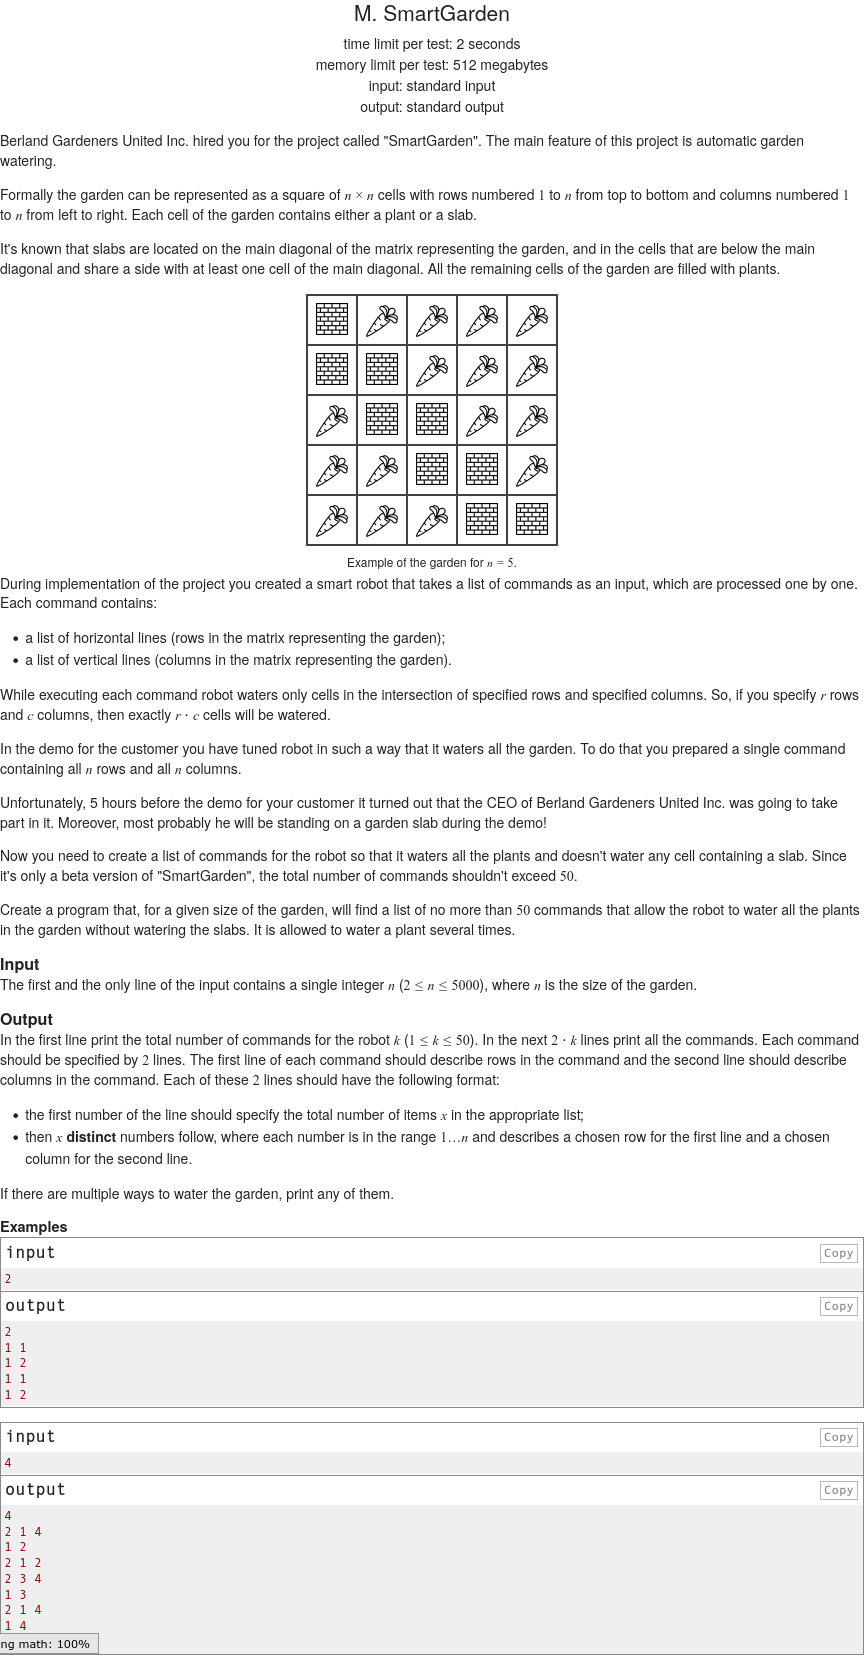 M. SmartGarden
time limit per test: 2 seconds
memory limit per test: 512 megabytes
input: standard input
output: standard output
Berland Gardeners United Inc. hired you for the project called "SmartGarden". The main feature of this project is automatic garden
watering.
Formally the garden can be represented as a square of n × n cells with rows numbered 1 to n from top to bottom and columns numbered 1
to n from left to right. Each cell of the garden contains either a plant or a slab.
It's known that slabs are located on the main diagonal of the matrix representing the garden, and in the cells that are below the main
diagonal and share a side with at least one cell of the main diagonal. All the remaining cells of the garden are filled with plants.
Example of the garden for n = 5.
During implementation of the project you created a smart robot that takes a list of commands as an input, which are processed one by one.
Each command contains:
• a list of horizontal lines (rows in the matrix representing the garden);
• a list of vertical lines (columns in the matrix representing the garden).
While executing each command robot waters only cells in the intersection of specified rows and specified columns. So, if you specify r rows
and c columns, then exactly r · c cells will be watered.
In the demo for the customer you have tuned robot in such a way that it waters all the garden. To do that you prepared a single command
containing all n rows and all n columns.
Unfortunately, 5 hours before the demo for your customer it turned out that the CEO of Berland Gardeners United Inc. was going to take
part in it. Moreover, most probably he will be standing on a garden slab during the demo!
Now you need to create a list of commands for the robot so that it waters all the plants and doesn't water any cell containing a slab. Since
it's only a beta version of "SmartGarden", the total number of commands shouldn't exceed 50.
Create a program that, for a given size of the garden, will find a list of no more than 50 commands that allow the robot to water all the plants
in the garden without watering the slabs. It is allowed to water a plant several times.
Input
The first and the only line of the input contains a single integer n (2 ≤ n ≤ 5000), where n is the size of the garden.
Output
In the first line print the total number of commands for the robot k (1 ≤ k ≤ 50). In the next 2 · k lines print all the commands. Each command
should be specified by 2 lines. The first line of each command should describe rows in the command and the second line should describe
columns in the command. Each of these 2 lines should have the following format:
• the first number of the line should specify the total number of items x in the appropriate list;
• then x distinct numbers follow, where each number is in the range 1…n and describes a chosen row for the first line and a chosen
column for the second line.
If there are multiple ways to water the garden, print any of them.
Examples
input
Copy
2
output
Copy
2
1 1
1 2
1 1
1 2
input
Copy
4
output
Copy
4
2 1 4
1 2
2 1 2
2 3 4
1 3
2 1 4
1 4
ng math: 100%